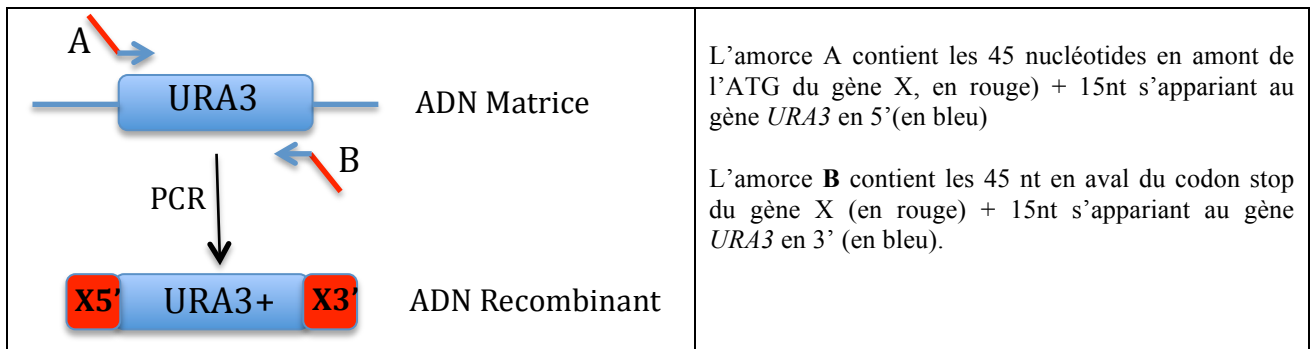 A
URA3
ADN Matrice
B
PCR
X5'
URA3+
X3'
ADN Recombinant
L'amorce A contient les 45 nucléotides en amont de
l'ATG du gène X, en rouge) + 15nt s'appariant au
gène URA3 en 5'(en bleu)
L'amorce B contient les 45 nt en aval du codon stop
du gène X (en rouge) + 15nt s'appariant au gène
URA3 en 3' (en bleu).